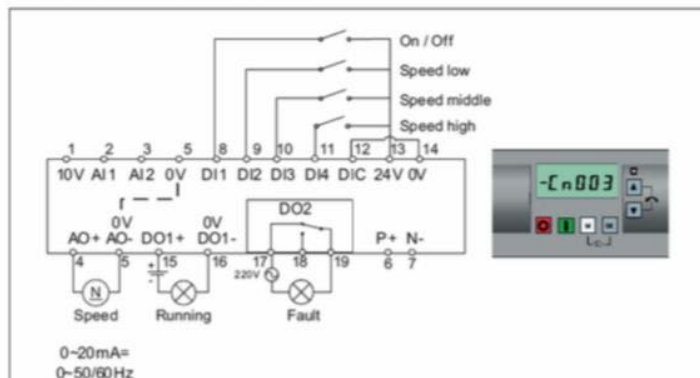 On / Off
Speed low
Speed middle
Speed high
1 2 3 5 8 9 10 11 12 13 14
10V AI1 AI2 0V DI1 DI2 DI3 DI4 DIC 24V 0V
-Cn003
0V 0V DO2
AO+ AO- DO1+ DO1- P+ N-
4 5 15 16 17 18 19 6 7
+
-
220V
N
Speed Running Fault
0~20mA=
0~50/60Hz